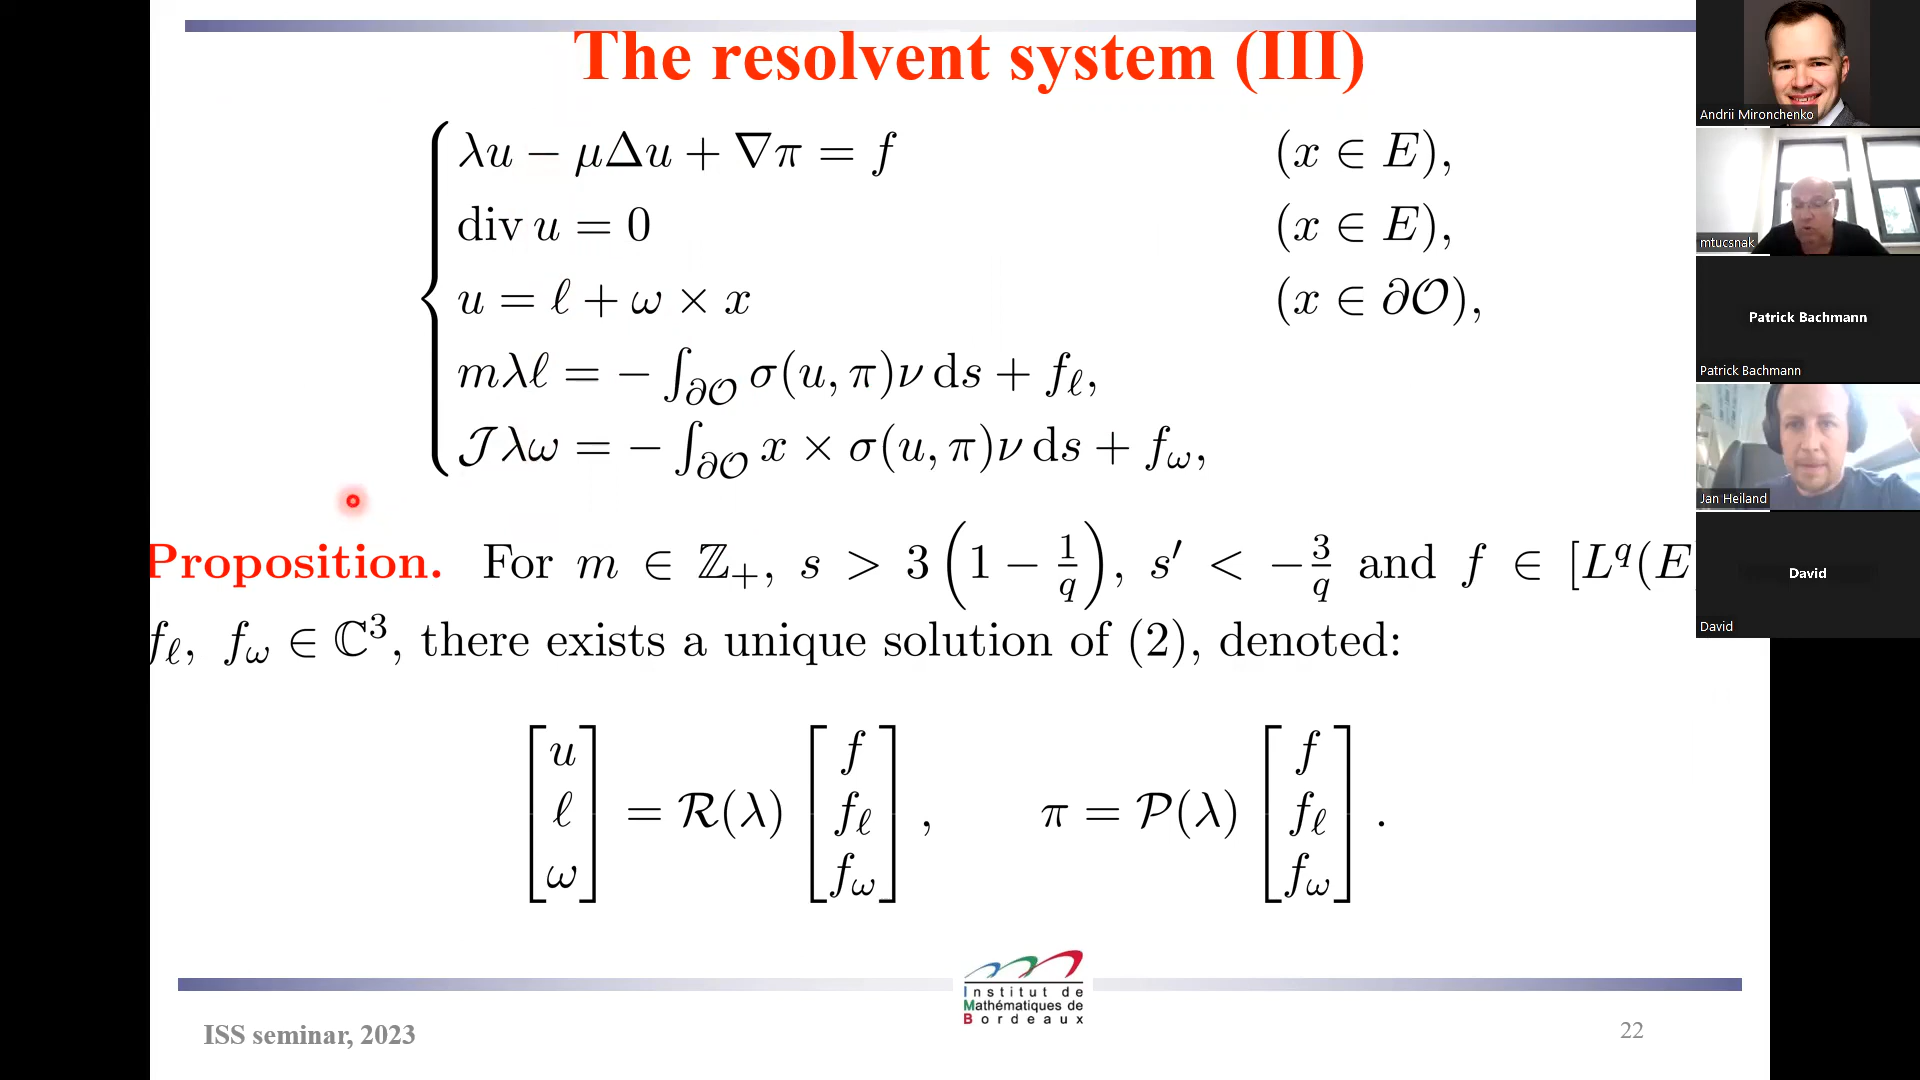 The resolvent system (III)
λu − μΔu + ∇π = f (x ∈ E),
div u = 0 (x ∈ E),
u = ℓ + ω × x (x ∈ ∂𝒪),
mλℓ = − ∫∂𝒪 σ(u, π)ν ds + fℓ,
𝒥λω = − ∫∂𝒪 x × σ(u, π)ν ds + fω,
Proposition. For m ∈ ℤ₊, s > 3 (1 − 1/q), s′ < −3/q and f ∈ [Lq(E
fℓ, fω ∈ ℂ³, there exists a unique solution of (2), denoted:
[u ℓ ω] = ℛ(λ) [f fℓ fω], π = 𝒫(λ) [f fℓ fω].
Institut de
Mathématiques de
Bordeaux
ISS seminar, 2023
22
Andrii Mironchenko
mtucsnak
Patrick Bachmann
Patrick Bachmann
Jan Heiland
David
David